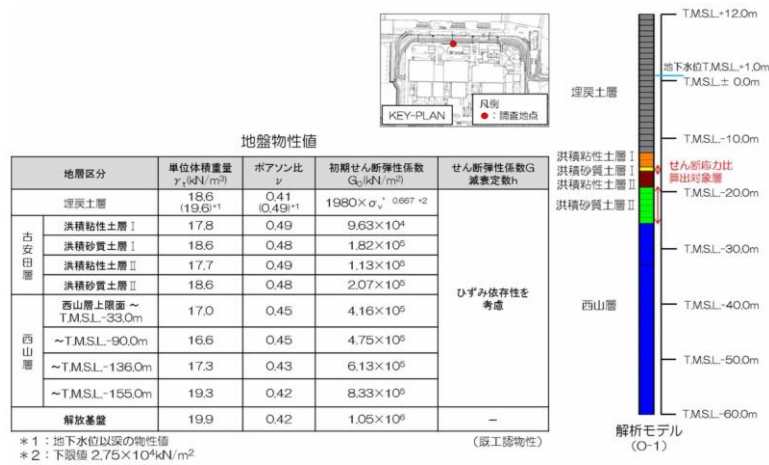 KEY-PLAN
凡例
●:調査地点
地盤物性値
地層区分 単位体積重量 γt(kN/m³) ポアソン比 ν 初期せん断弾性係数 G₀(kN/m²) せん断弾性係数G 減衰定数h
埋戻土層 18.6 (19.6)*1 0.41 (0.49)*1 1980×σv'^0.667 *2
ひずみ依存性を考慮
古安田層
洪積粘性土層Ⅰ 17.8 0.49 9.63×10⁴
洪積砂質土層Ⅰ 18.6 0.48 1.82×10⁵
洪積粘性土層Ⅱ 17.7 0.49 1.13×10⁵
洪積砂質土層Ⅱ 18.6 0.48 2.07×10⁵
西山層
西山層上限面 ~ T.M.S.L.-33.0m 17.0 0.45 4.16×10⁵
~T.M.S.L.-90.0m 16.6 0.45 4.75×10⁵
~T.M.S.L.-136.0m 17.3 0.43 6.13×10⁵
~T.M.S.L.-155.0m 19.3 0.42 8.33×10⁵
解放基盤 19.9 0.42 1.05×10⁶ −
*1:地下水位以深の物性値
*2:下限値 2.75×10⁴kN/m²
(既工認物性)
T.M.S.L.+12.0m
地下水位T.M.S.L.+1.0m
T.M.S.L.± 0.0m
埋戻土層
T.M.S.L.-10.0m
洪積粘性土層Ⅰ
洪積砂質土層Ⅰ
洪積粘性土層Ⅱ
洪積砂質土層Ⅱ
せん断応力比
算出対象層
T.M.S.L.-20.0m
T.M.S.L.-30.0m
西山層
T.M.S.L.-40.0m
T.M.S.L.-50.0m
T.M.S.L.-60.0m
解析モデル
(O-1)